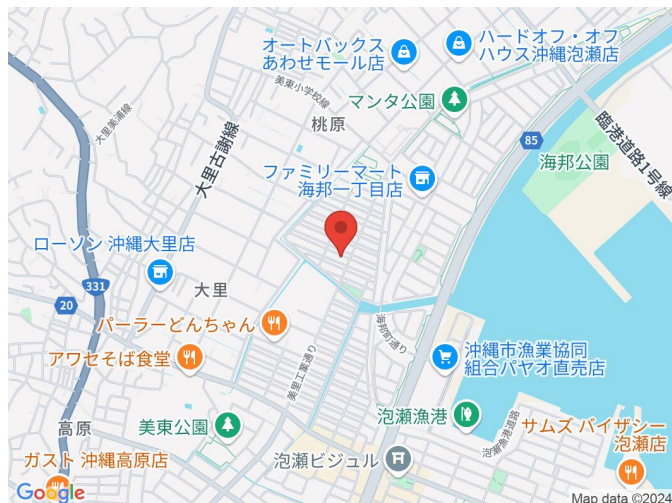 オートバックス
あわせモール店
ハードオフ・オフ
ハウス沖縄泡瀬店
美東小学校線
マンタ公園
桃原
大里美浦線
大里古謝線
臨港道路1号線
85
海邦公園
ファミリーマート
海邦一丁目店
ローソン 沖縄大里店
331
大里
20
パーラーどんちゃん
海邦町通り
アワセそば食堂
美里工業通り
沖縄市漁業協同
組合パヤオ直売店
高原
美東公園
泡瀬漁港
泡瀬漁港道路
サムズ バイザシー
泡瀬店
ガスト 沖縄高原店
泡瀬ビジュル
Google
Map data ©2024